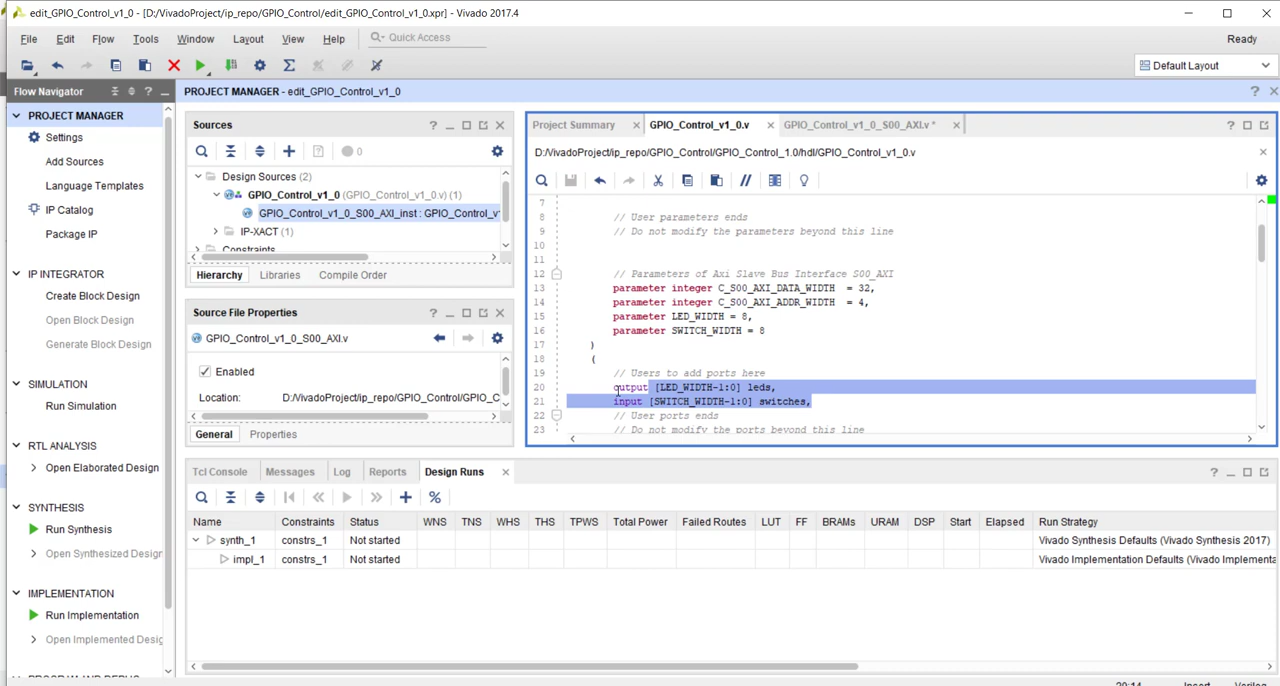 edit_GPIO_Control_v1_0 - [D:/VivadoProject/ip_repo/GPIO_Control/edit_GPIO_Control_v1_0.xpr] - Vivado 2017.4
File Edit Flow Tools Window Layout View Help Quick Access Ready
Default Layout
Flow Navigator
PROJECT MANAGER - edit_GPIO_Control_v1_0
PROJECT MANAGER
Settings
Add Sources
Language Templates
IP Catalog
Package IP
IP INTEGRATOR
Create Block Design
Open Block Design
Generate Block Design
SIMULATION
Run Simulation
RTL ANALYSIS
Open Elaborated Design
SYNTHESIS
Run Synthesis
Open Synthesized Design
IMPLEMENTATION
Run Implementation
Open Implemented Desig
Sources
0
Design Sources (2)
GPIO_Control_v1_0 (GPIO_Control_v1_0.v) (1)
GPIO_Control_v1_0_S00_AXI_inst : GPIO_Control_v
IP-XACT (1)
Constraints
Hierarchy Libraries Compile Order
Source File Properties
GPIO_Control_v1_0_S00_AXI.v
Enabled
Location: D:/VivadoProject/ip_repo/GPIO_Control/GPIO_C
General Properties
Project Summary GPIO_Control_v1_0.v GPIO_Control_v1_0_S00_AXI.v *
D:/VivadoProject/ip_repo/GPIO_Control/GPIO_Control_1.0/hdl/GPIO_Control_v1_0.v
7
8 // User parameters ends
9 // Do not modify the parameters beyond this line
10
11
12 // Parameters of Axi Slave Bus Interface S00_AXI
13 parameter integer C_S00_AXI_DATA_WIDTH = 32,
14 parameter integer C_S00_AXI_ADDR_WIDTH = 4,
15 parameter LED_WIDTH = 8,
16 parameter SWITCH_WIDTH = 8
17 )
18 (
19 // Users to add ports here
20 output [LED_WIDTH-1:0] leds,
21 input [SWITCH_WIDTH-1:0] switches,
22 // User ports ends
23 // Do not modify the ports beyond this line
Tcl Console Messages Log Reports Design Runs
Name Constraints Status WNS TNS WHS THS TPWS Total Power Failed Routes LUT FF BRAMs URAM DSP Start Elapsed Run Strategy
synth_1 constrs_1 Not started Vivado Synthesis Defaults (Vivado Synthesis 2017)
impl_1 constrs_1 Not started Vivado Implementation Defaults (Vivado Implementa